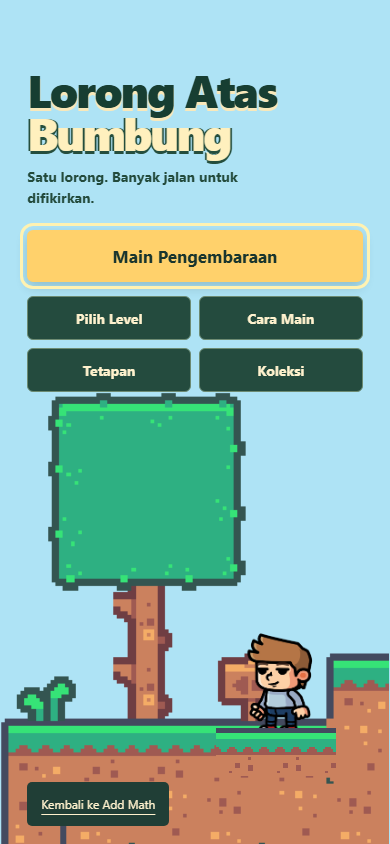 Lorong Atas
Bumbung
Satu lorong. Banyak jalan untuk
difikirkan.
Main Pengembaraan
Pilih Level
Cara Main
Tetapan
Koleksi
Kembali ke Add Math